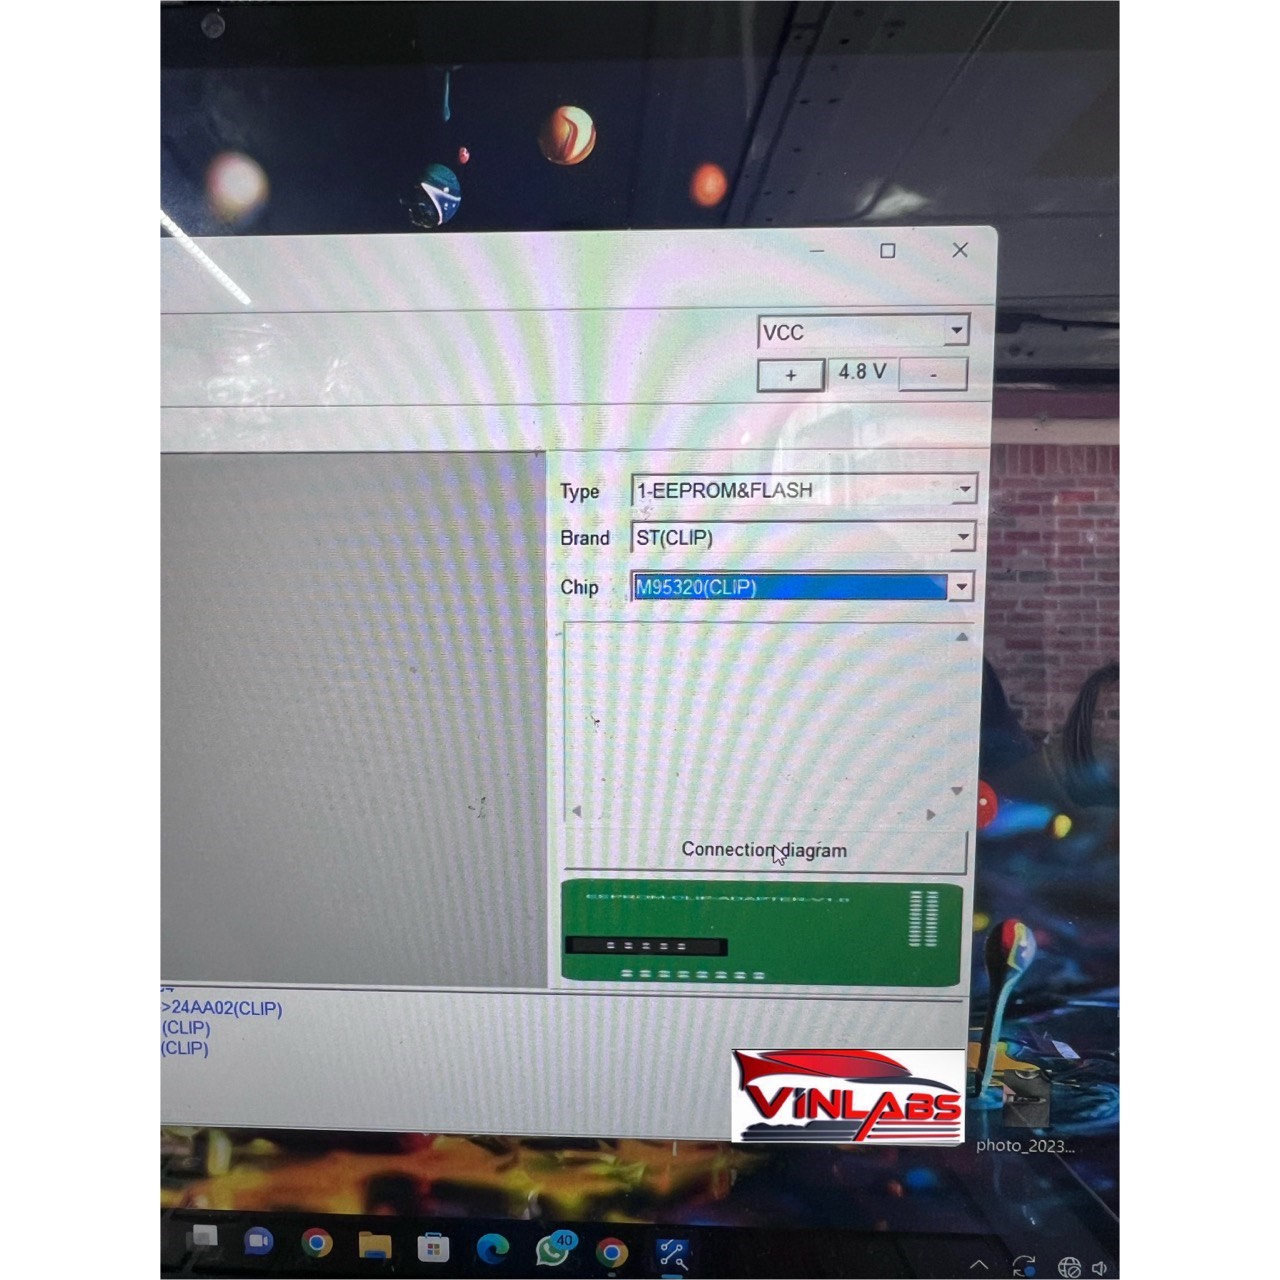 VCC
+ 4.8 V -
Type 1-EEPROM&FLASH
Brand ST(CLIP)
Chip M95320(CLIP)
Connection diagram
EEPROM-CLIP-ADAPTER-V1.0
>24AA02(CLIP)
(CLIP)
(CLIP)
VINLABS
photo_2023...
40